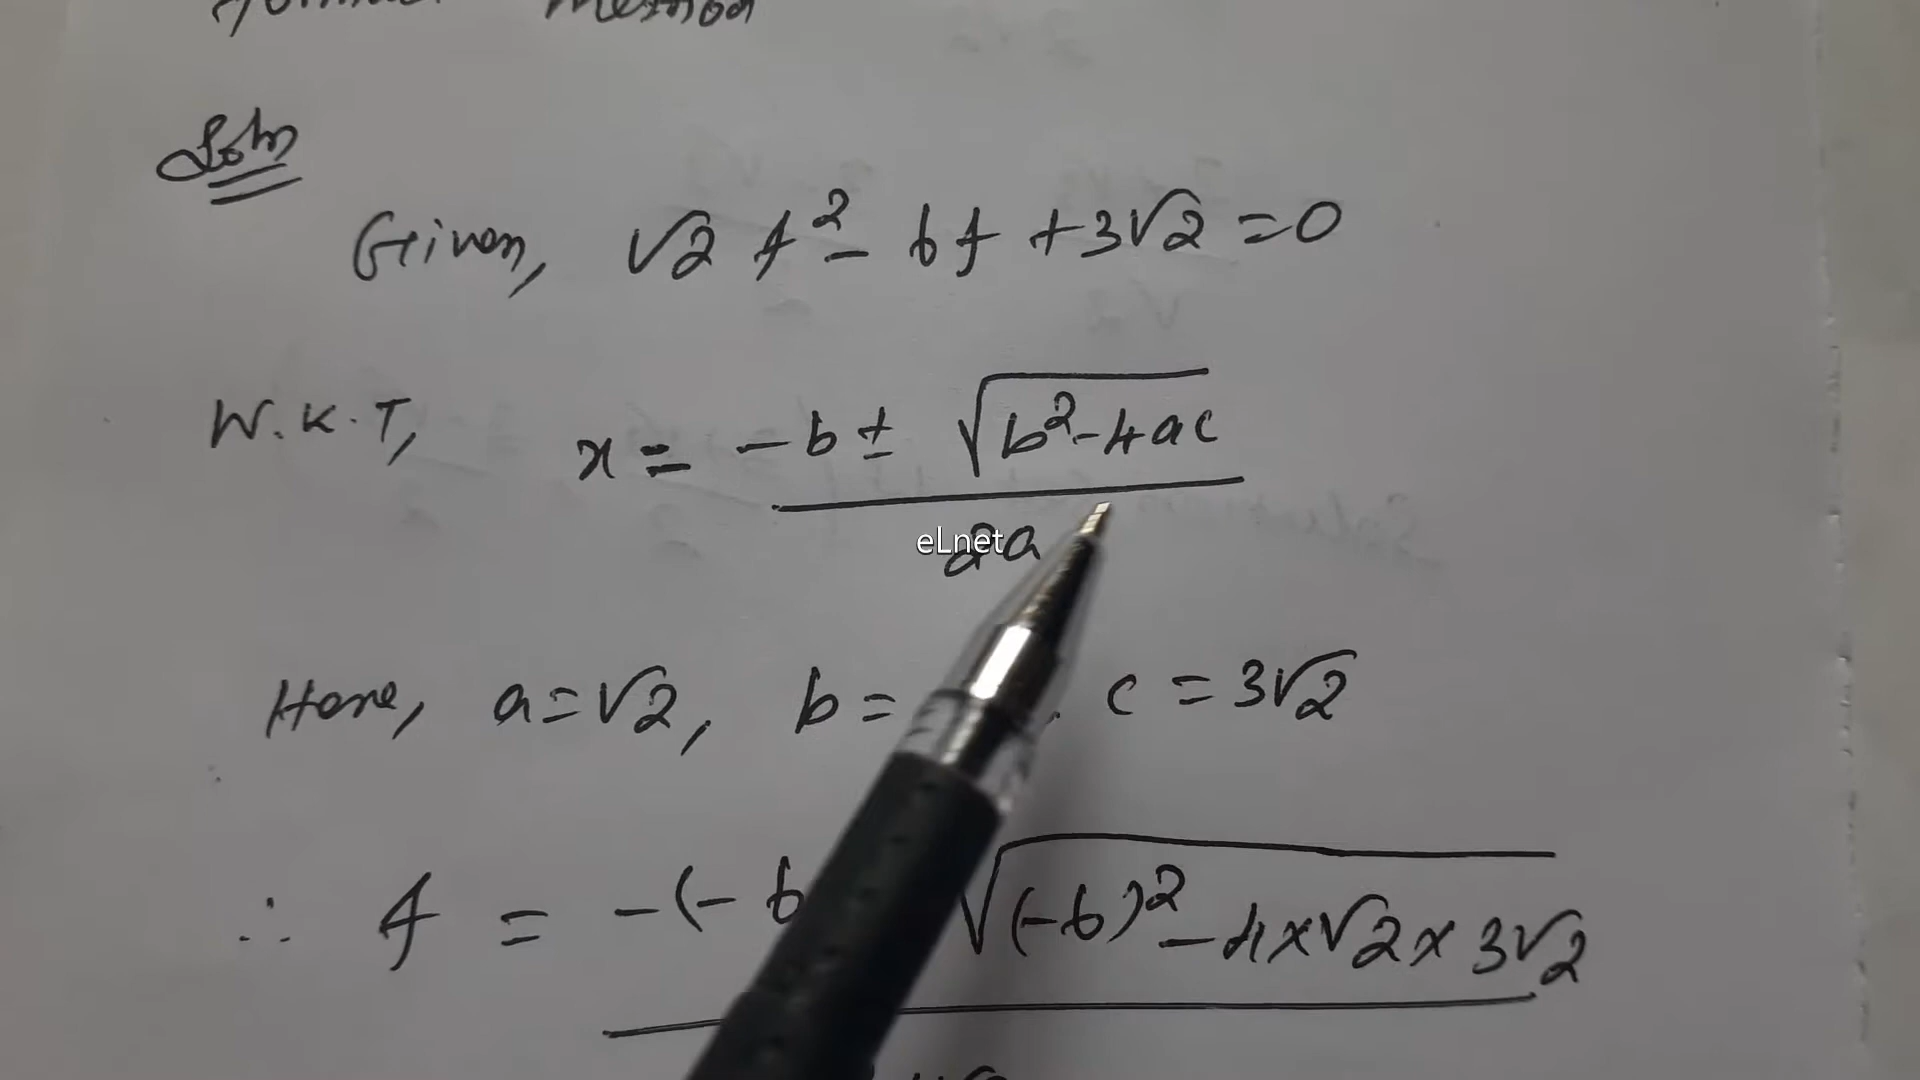 Method
Soln
Given, √2 f² - 6f + 3√2 = 0
W.K.T, x = -b ± √b²-4ac
2a
eLnet
Here, a = √2, b = . c = 3√2
∴ f = -(-6 √(-6)² - 4×√2×3√2